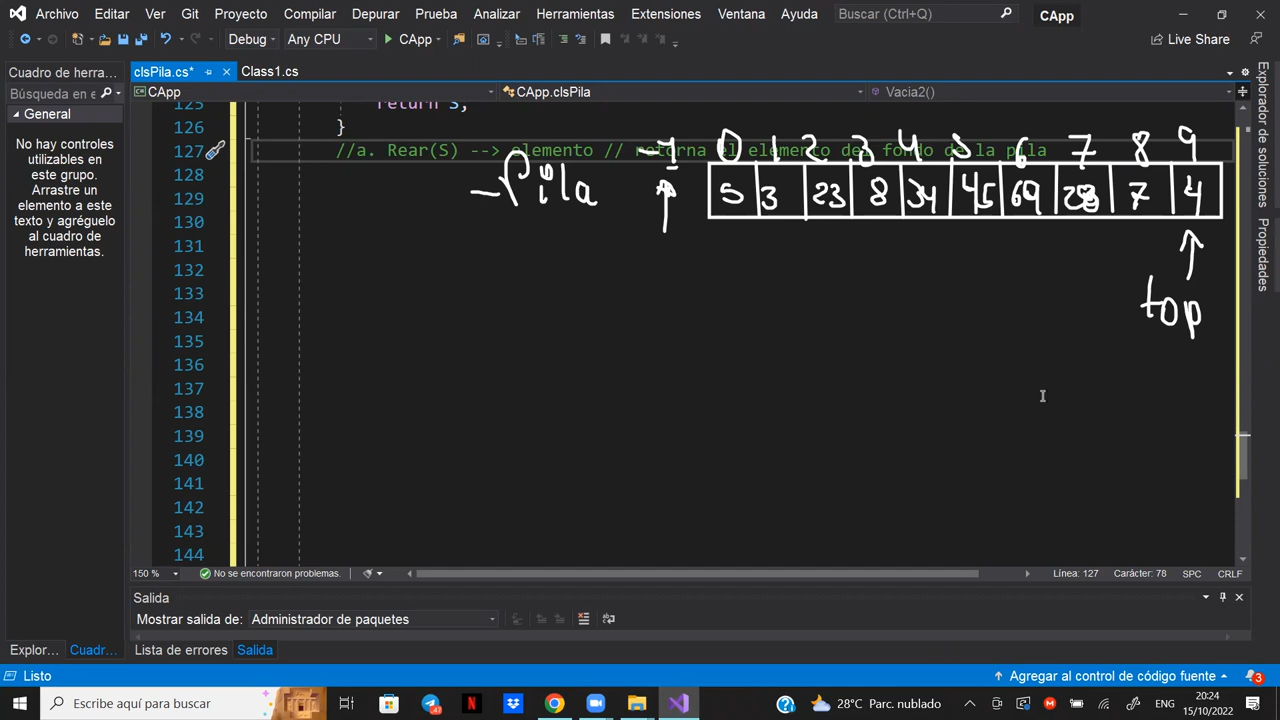 Archivo Editar Ver Git Proyecto Compilar Depurar Prueba Analizar Herramientas Extensiones Ventana Ayuda Buscar (Ctrl+Q) CApp
Debug Any CPU CApp Live Share
Cuadro de herra...
clsPila.cs* Class1.cs
Búsqueda en e
CApp CApp.clsPila Vacia2()
General
No hay controles utilizables en este grupo. Arrastre un elemento a este texto y agréguelo al cuadro de herramientas.
125 return S;
126 }
127 //a. Rear(S) --> elemento // retorna el elemento del fondo de la pila
128
129
130
131
132
133
134
135
136
137
138
139
140
141
142
143
144
-1 0 1 2 3 4 5 6 7 8 9
Pila 5 3 23 8 34 45 69 28 7 4
top
Explorador de soluciones
Propiedades
150 % No se encontraron problemas. Línea: 127 Carácter: 78 SPC CRLF
Salida
Mostrar salida de: Administrador de paquetes
Explor... Cuadr... Lista de errores Salida
Listo Agregar al control de código fuente 3
Escribe aquí para buscar 28°C Parc. nublado ENG 20:24
15/10/2022